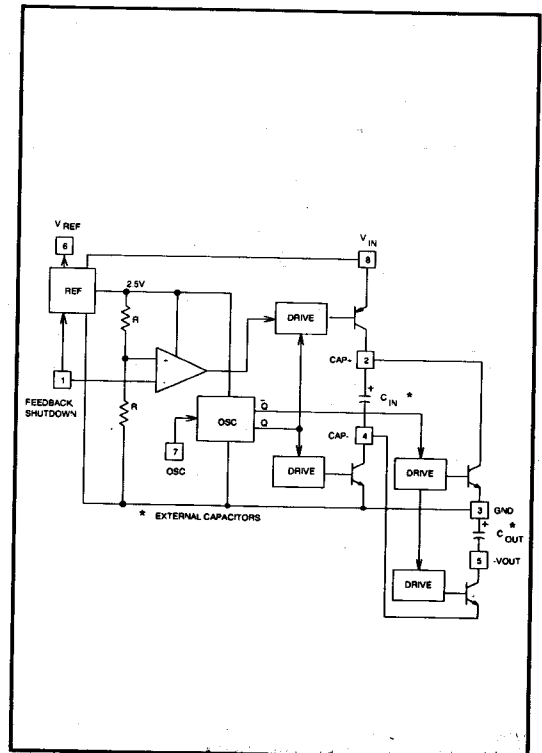 V REF
6
REF
2.5V
R
R
+
-
1
FEEDBACK
SHUTDOWN
OSC
7
OSC
Q̅
Q
DRIVE
DRIVE
V IN
8
CAP+
2
+
C IN *
CAP-
4
DRIVE
3
GND
+
C OUT *
5
-VOUT
DRIVE
* EXTERNAL CAPACITORS